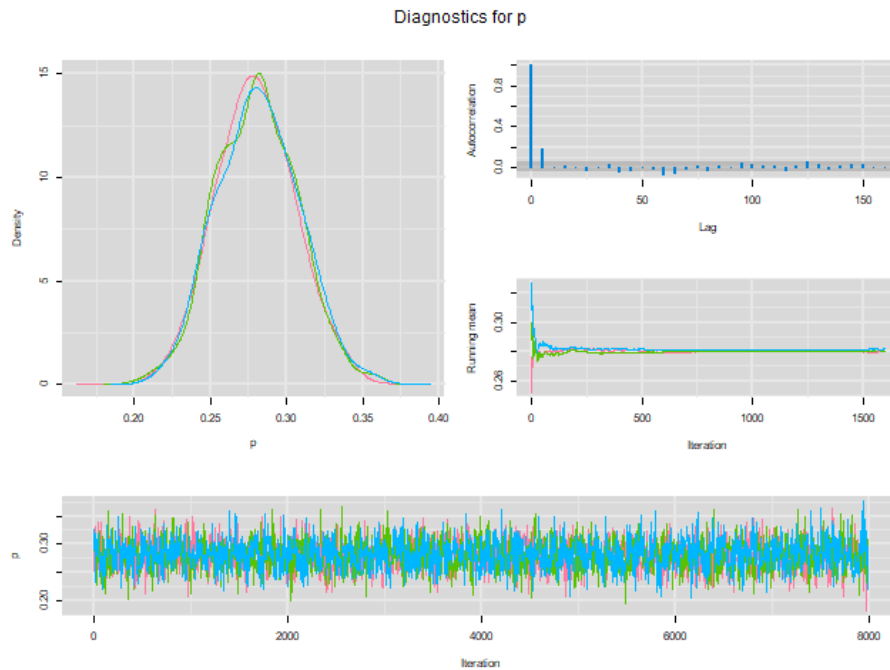 Diagnostics for p
Density
15
10
5
0
0.20 0.25 0.30 0.35 0.40
p
Autocorrelation
0.8
0.4
0.0
0 50 100 150
Lag
Running mean
0.30
0.26
0 500 1000 1500
Iteration
p
0.30
0.20
0 2000 4000 6000 8000
Iteration